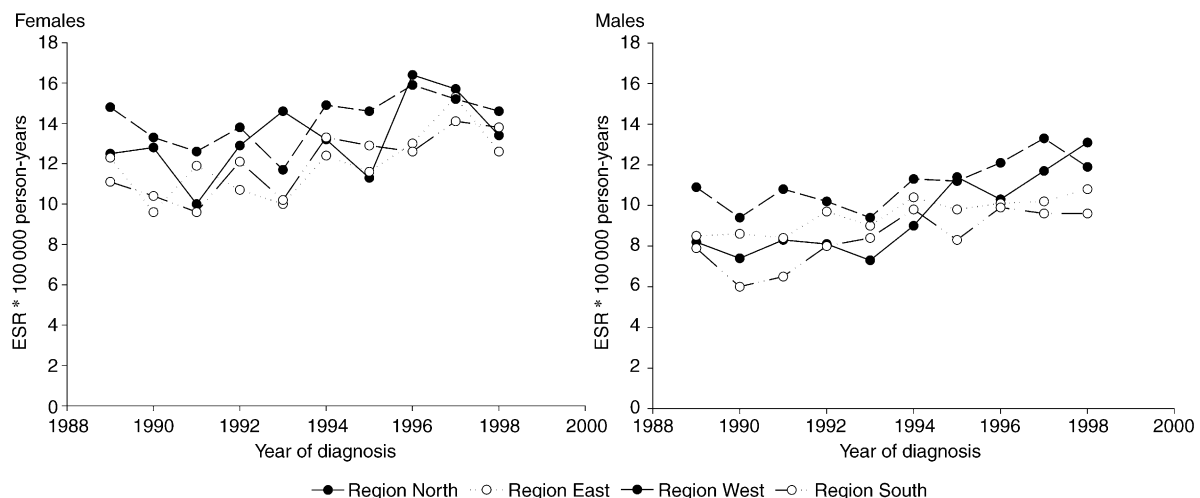 Females
18
16
14
12
10
8
6
4
2
0
ESR * 100 000 person-years
1988 1990 1992 1994 1996 1998 2000
Year of diagnosis
Males
18
16
14
12
10
8
6
4
2
0
ESR * 100 000 person-years
1988 1990 1992 1994 1996 1998 2000
Year of diagnosis
Region North Region East Region West Region South